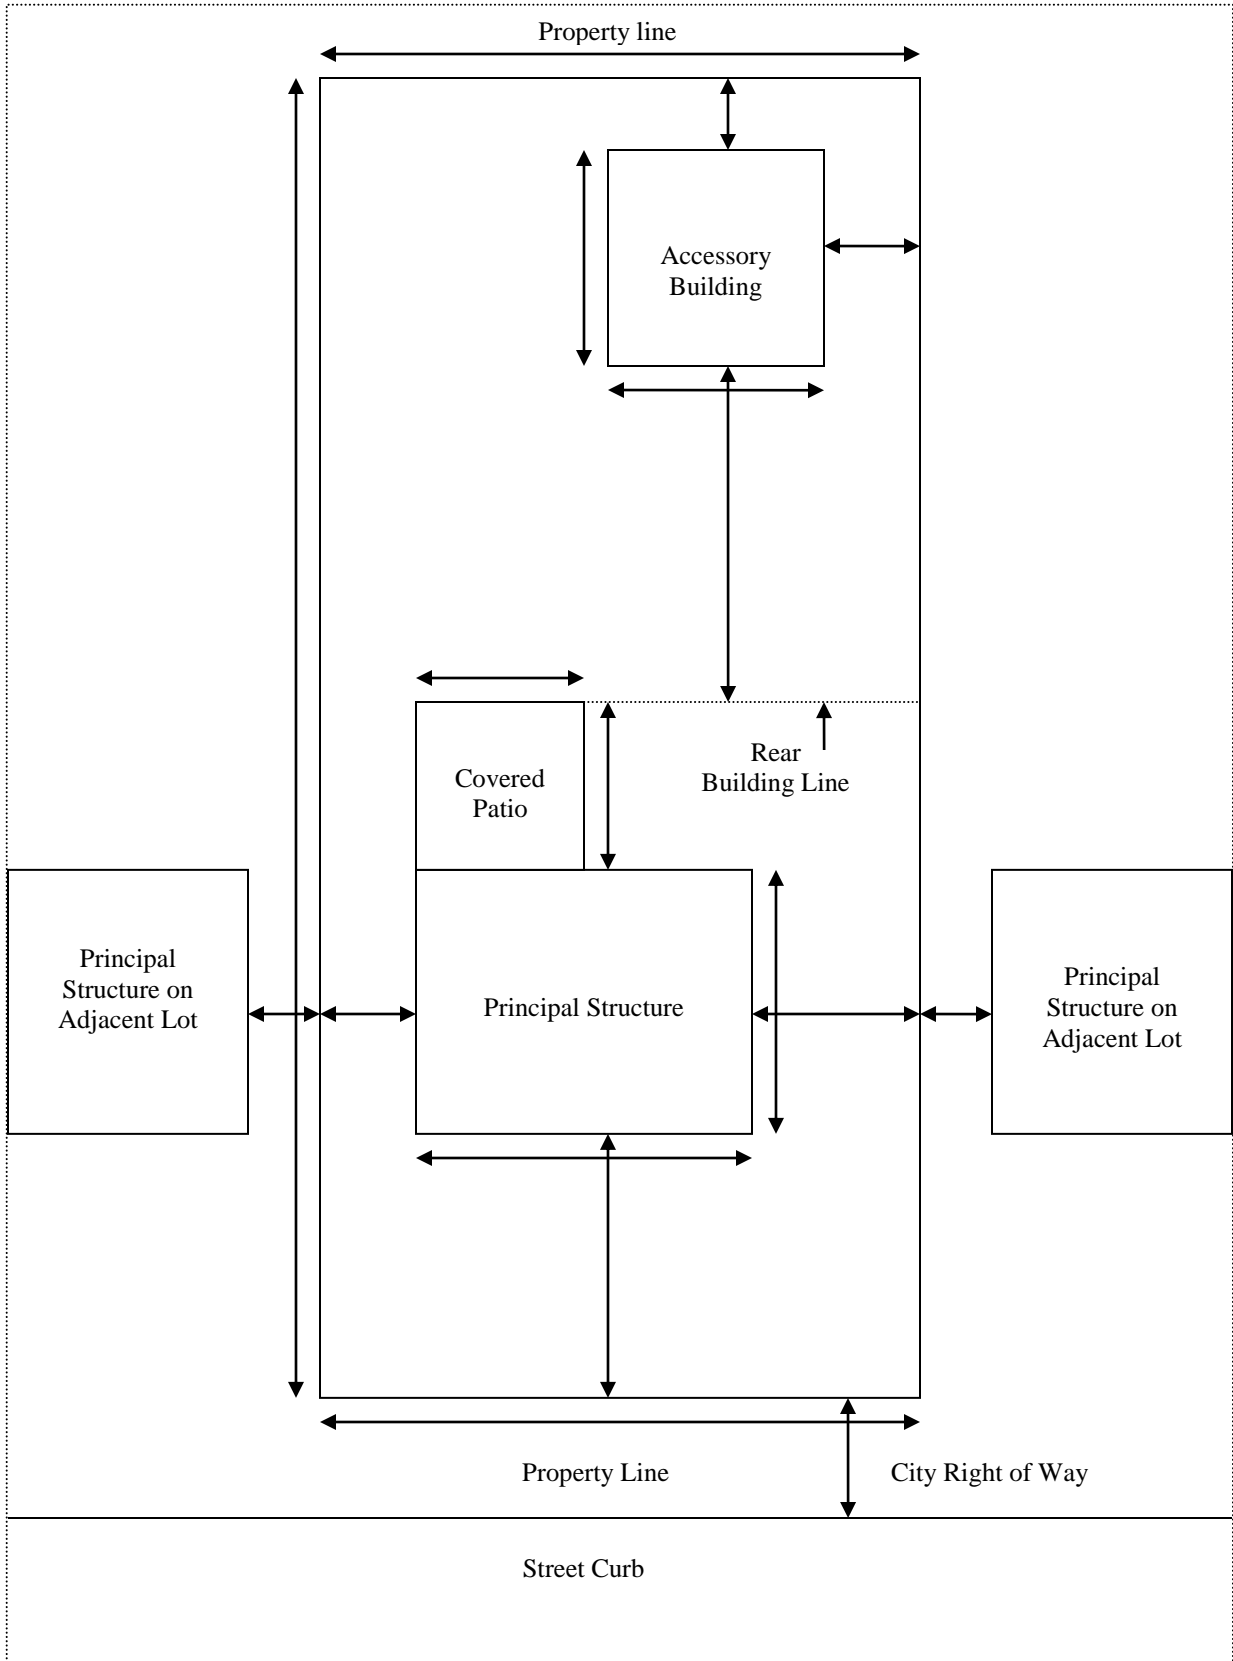 Property line
Accessory
Building
Rear
Building Line
Covered
Patio
Principal
Structure on
Adjacent Lot
Principal Structure
Principal
Structure on
Adjacent Lot
Property Line
City Right of Way
Street Curb